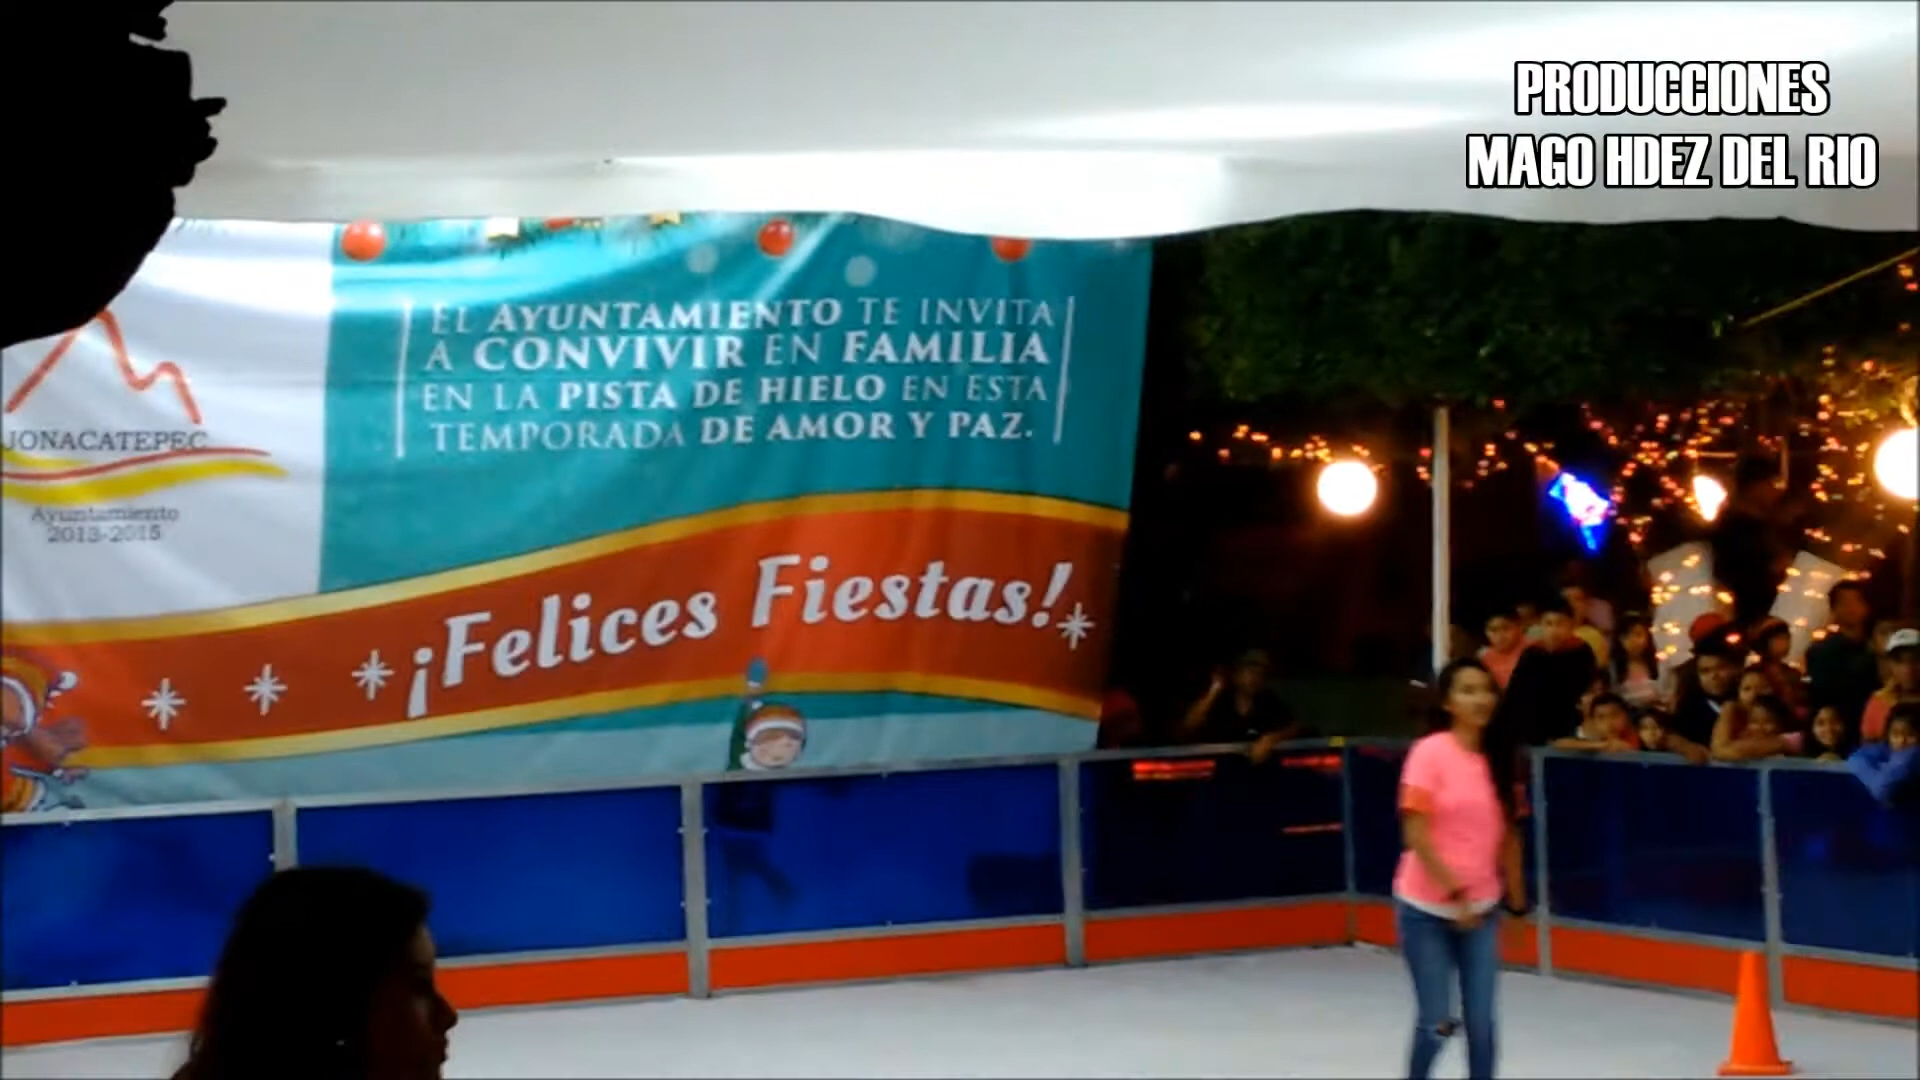 PRODUCCIONES
MAGO HDEZ DEL RIO
EL AYUNTAMIENTO TE INVITA
A CONVIVIR EN FAMILIA
EN LA PISTA DE HIELO EN ESTA
TEMPORADA DE AMOR Y PAZ.
JONACATEPEC
Ayuntamiento
2013-2015
¡Felices Fiestas!